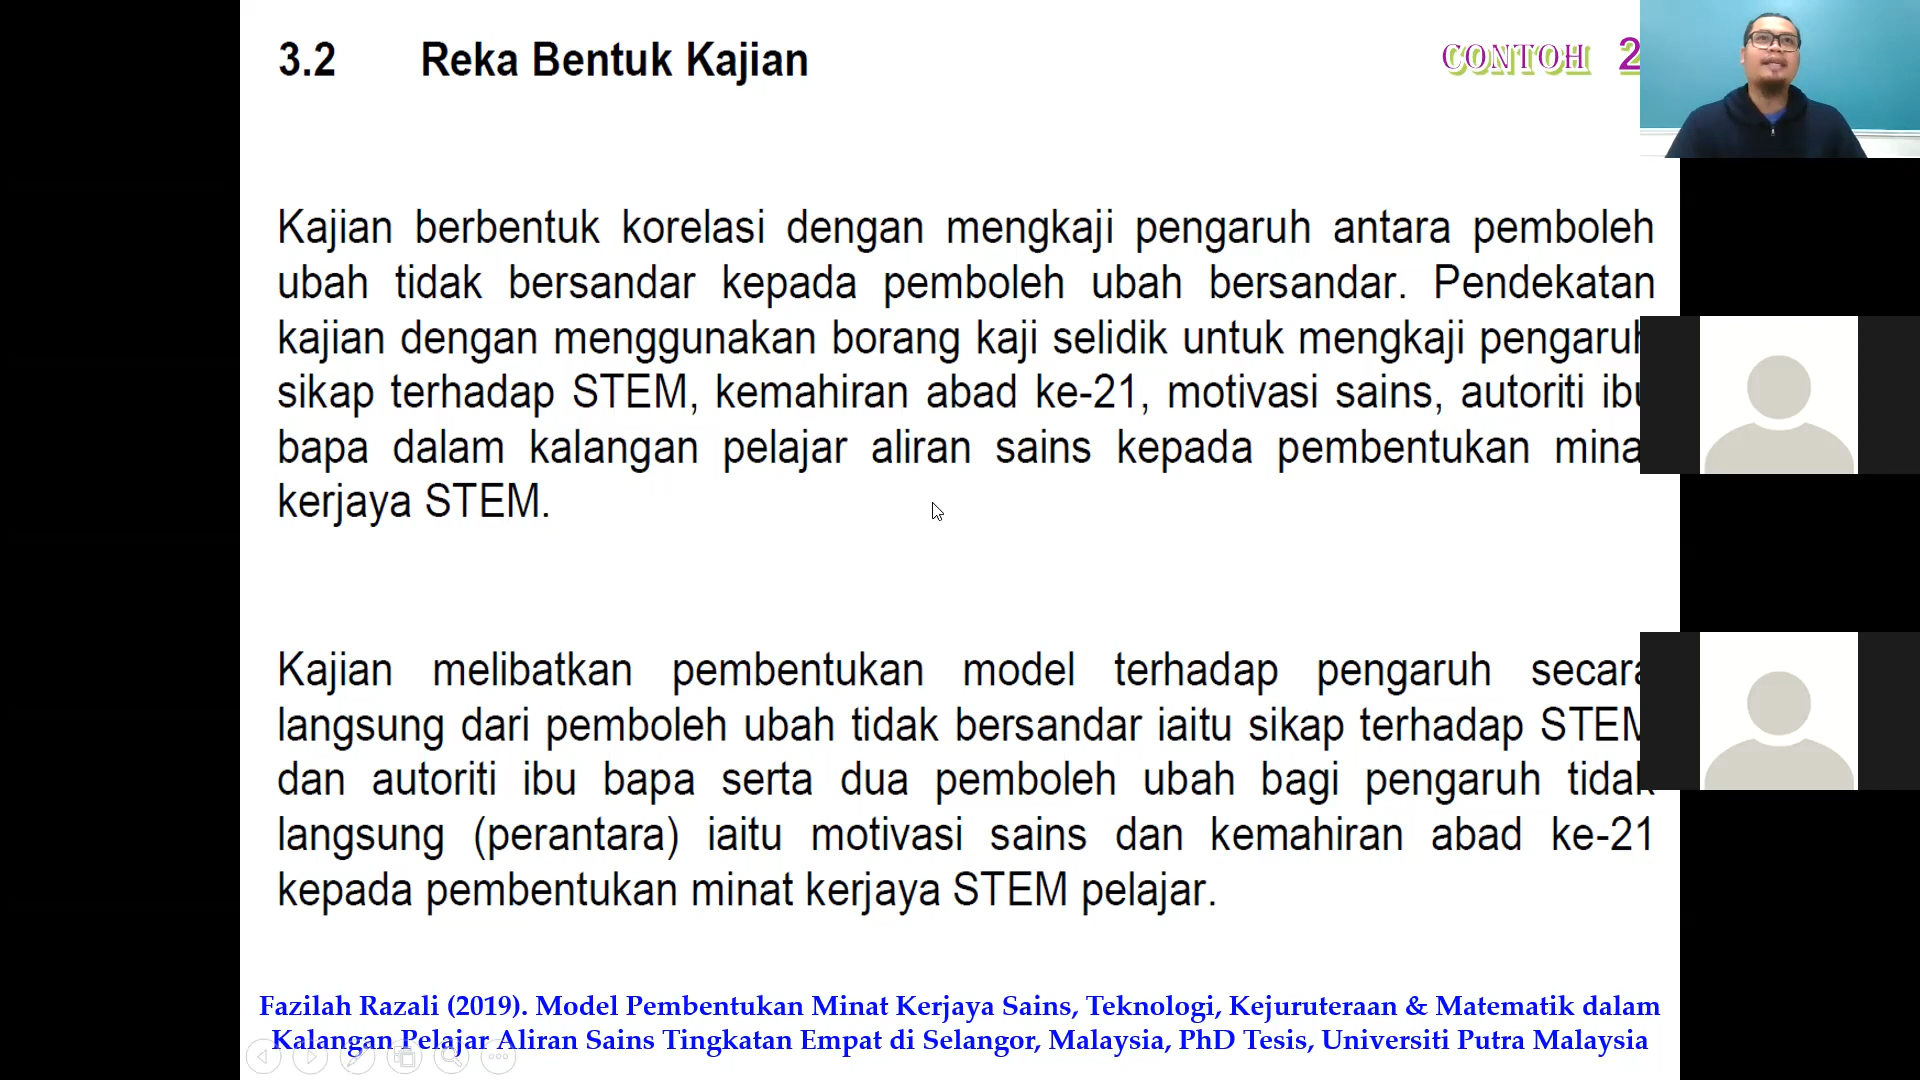 3.2 Reka Bentuk Kajian
CONTOH 2
Kajian berbentuk korelasi dengan mengkaji pengaruh antara pemboleh
ubah tidak bersandar kepada pemboleh ubah bersandar. Pendekatan
kajian dengan menggunakan borang kaji selidik untuk mengkaji pengaruh
sikap terhadap STEM, kemahiran abad ke-21, motivasi sains, autoriti ibu
bapa dalam kalangan pelajar aliran sains kepada pembentukan minat
kerjaya STEM.
Kajian melibatkan pembentukan model terhadap pengaruh secara
langsung dari pemboleh ubah tidak bersandar iaitu sikap terhadap STEM
dan autoriti ibu bapa serta dua pemboleh ubah bagi pengaruh tidak
langsung (perantara) iaitu motivasi sains dan kemahiran abad ke-21
kepada pembentukan minat kerjaya STEM pelajar.
Fazilah Razali (2019). Model Pembentukan Minat Kerjaya Sains, Teknologi, Kejuruteraan & Matematik dalam
Kalangan Pelajar Aliran Sains Tingkatan Empat di Selangor, Malaysia, PhD Tesis, Universiti Putra Malaysia